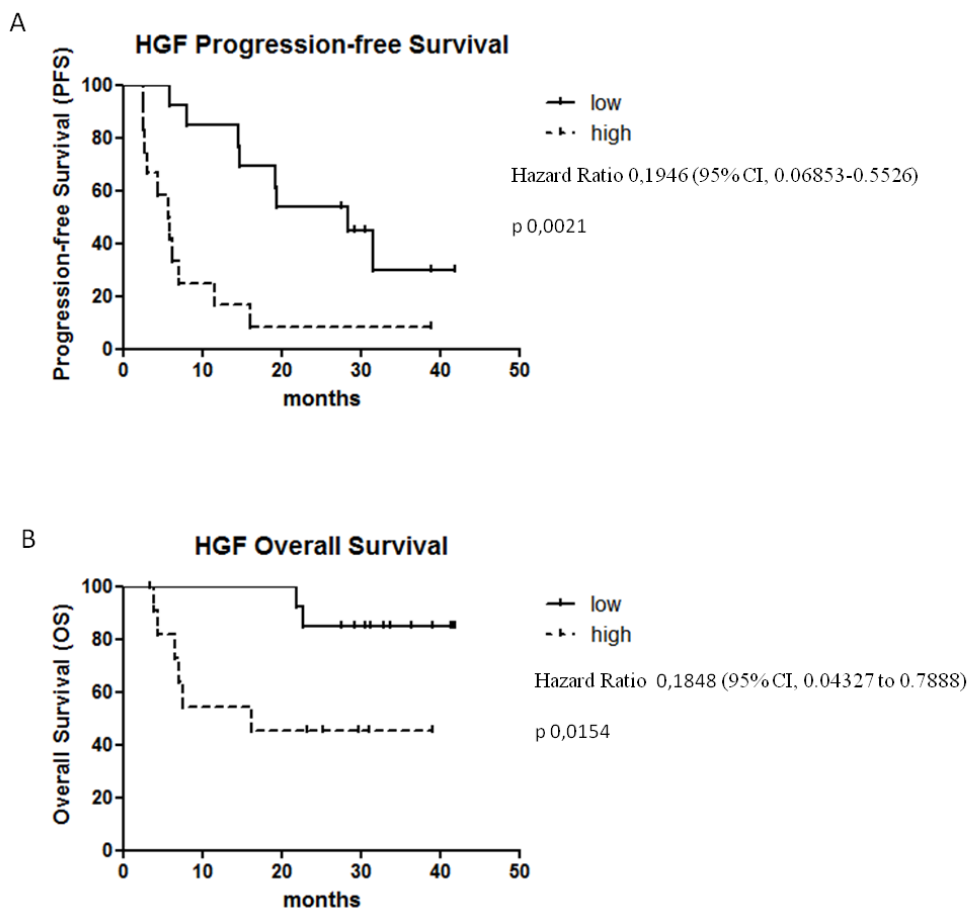 A
HGF Progression-free Survival
Progression-free Survival (PFS)
100
80
60
40
20
0
0 10 20 30 40 50
months
low
high
Hazard Ratio 0,1946 (95% CI, 0.06853-0.5526)
p 0,0021
B
HGF Overall Survival
Overall Survival (OS)
100
80
60
40
20
0
0 10 20 30 40 50
months
low
high
Hazard Ratio 0,1848 (95% CI, 0.04327 to 0.7888)
p 0,0154